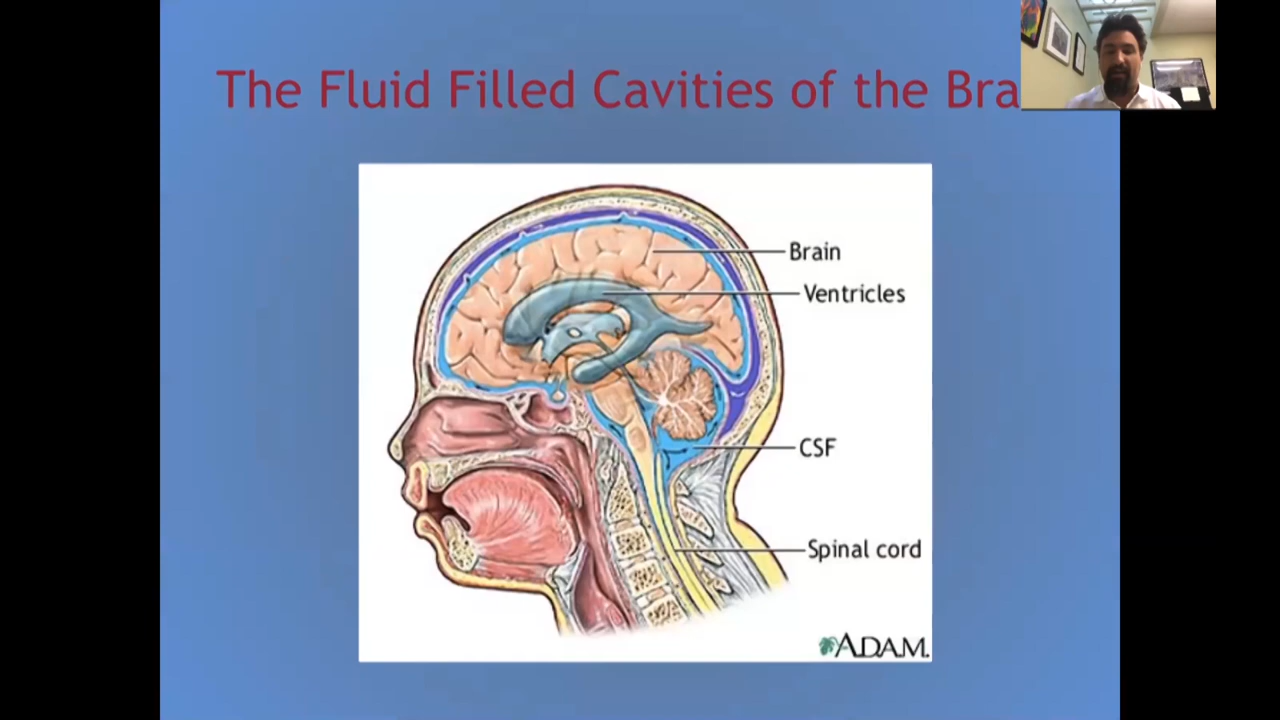 The Fluid Filled Cavities of the Bra
Brain
Ventricles
CSF
Spinal cord
ADAM.